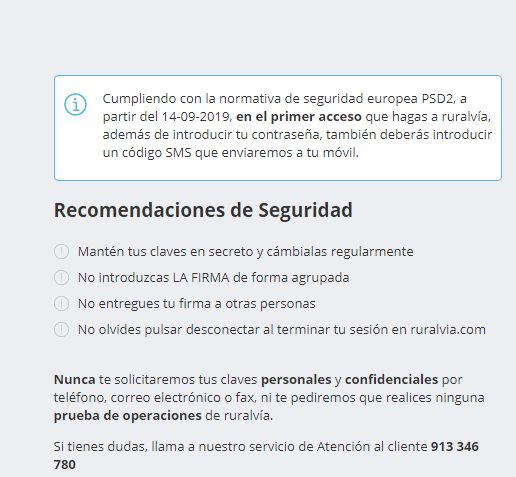 Cumpliendo con la normativa de seguridad europea PSD2, a
partir del 14-09-2019, en el primer acceso que hagas a ruralvía,
además de introducir tu contraseña, también deberás introducir
un código SMS que enviaremos a tu móvil.
Recomendaciones de Seguridad
Mantén tus claves en secreto y cámbialas regularmente
No introduzcas LA FIRMA de forma agrupada
No entregues tu firma a otras personas
No olvides pulsar desconectar al terminar tu sesión en ruralvia.com
Nunca te solicitaremos tus claves personales y confidenciales por
teléfono, correo electrónico o fax, ni te pediremos que realices ninguna
prueba de operaciones de ruralvía.
Si tienes dudas, llama a nuestro servicio de Atención al cliente 913 346
780